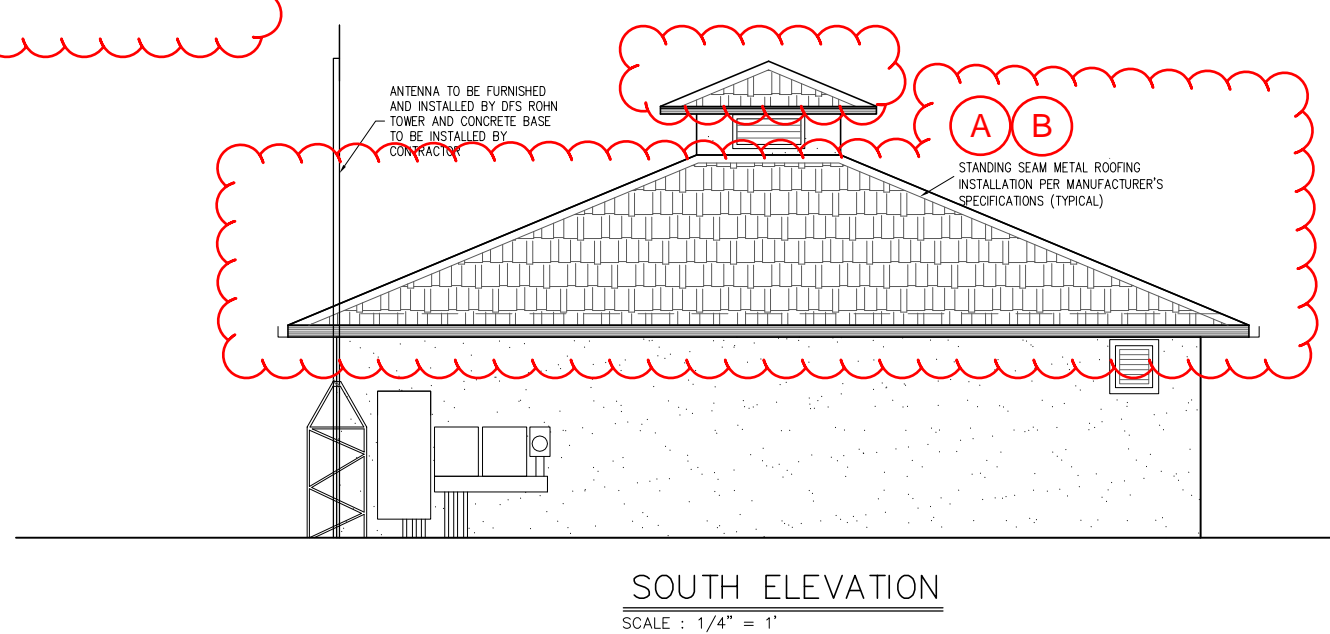 ANTENNA TO BE FURNISHED
AND INSTALLED BY DFS ROHN
TOWER AND CONCRETE BASE
TO BE INSTALLED BY
CONTRACTOR
A B
STANDING SEAM METAL ROOFING
INSTALLATION PER MANUFACTURER'S
SPECIFICATIONS (TYPICAL)
SOUTH ELEVATION
SCALE : 1/4" = 1'